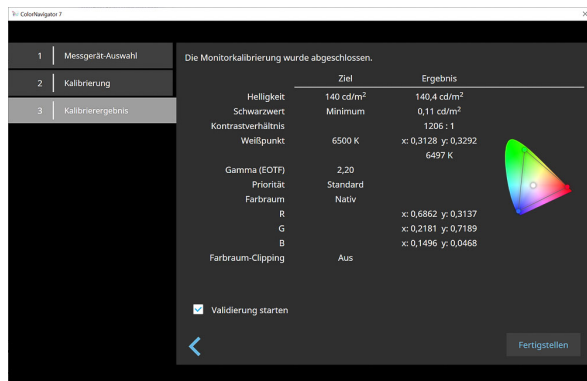 ColorNavigator 7
1 Messgerät-Auswahl
2 Kalibrierung
3 Kalibrierergebnis
Die Monitorkalibrierung wurde abgeschlossen.
Ziel Ergebnis
Helligkeit 140 cd/m² 140,4 cd/m²
Schwarzwert Minimum 0,11 cd/m²
Kontrastverhältnis 1206 : 1
Weißpunkt 6500 K x: 0,3128 y: 0,3292
6497 K
Gamma (EOTF) 2,20
Priorität Standard
Farbraum Nativ
R x: 0,6862 y: 0,3137
G x: 0,2181 y: 0,7189
B x: 0,1496 y: 0,0468
Farbraum-Clipping Aus
Validierung starten
Fertigstellen